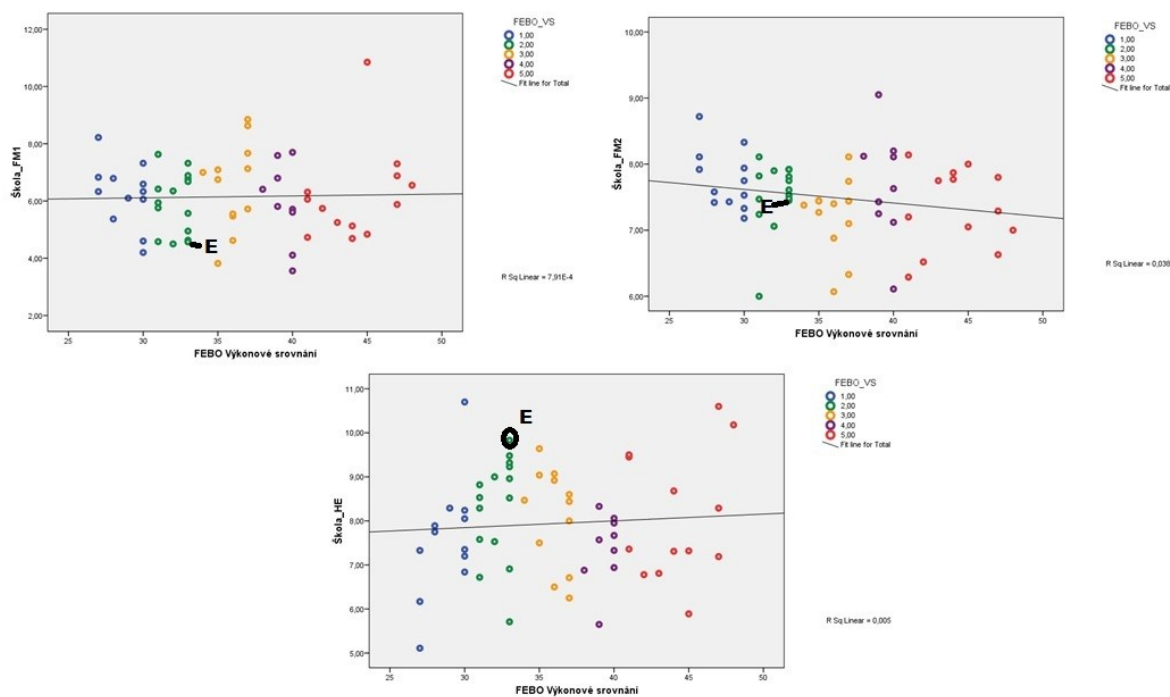 FEBO_VS
1,00
2,00
3,00
4,00
5,00
Fit line for Total
12,00
10,00
8,00
6,00
4,00
2,00
Škola_FM1
E
R Sq Linear = 7,91E-4
25 30 35 40 45 50
FEBO Výkonové srovnání
FEBO_VS
1,00
2,00
3,00
4,00
5,00
Fit line for Total
10,00
9,00
8,00
7,00
6,00
Škola_FM2
E
R Sq Linear = 0,038
25 30 35 40 45 50
FEBO Výkonové srovnání
FEBO_VS
1,00
2,00
3,00
4,00
5,00
Fit line for Total
11,00
10,00
9,00
8,00
7,00
6,00
5,00
Škola_HE
E
R Sq Linear = 0,005
25 30 35 40 45 50
FEBO Výkonové srovnání